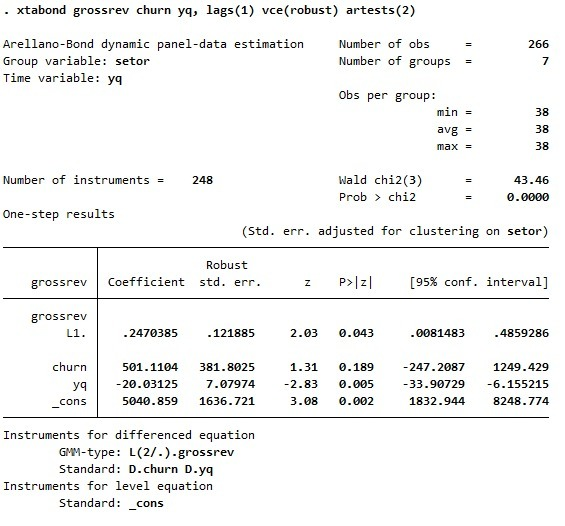 . xtabond grossrev churn yq, lags(1) vce(robust) artests(2)
Arellano-Bond dynamic panel-data estimation Number of obs = 266
Group variable: setor Number of groups = 7
Time variable: yq
Obs per group:
min = 38
avg = 38
max = 38
Number of instruments = 248 Wald chi2(3) = 43.46
Prob > chi2 = 0.0000
One-step results
(Std. err. adjusted for clustering on setor)
Robust
grossrev Coefficient std. err. z P>|z| [95% conf. interval]
grossrev
L1. .2470385 .121885 2.03 0.043 .0081483 .4859286
churn 501.1104 381.8025 1.31 0.189 -247.2087 1249.429
yq -20.03125 7.07974 -2.83 0.005 -33.90729 -6.155215
_cons 5040.859 1636.721 3.08 0.002 1832.944 8248.774
Instruments for differenced equation
GMM-type: L(2/.).grossrev
Standard: D.churn D.yq
Instruments for level equation
Standard: _cons